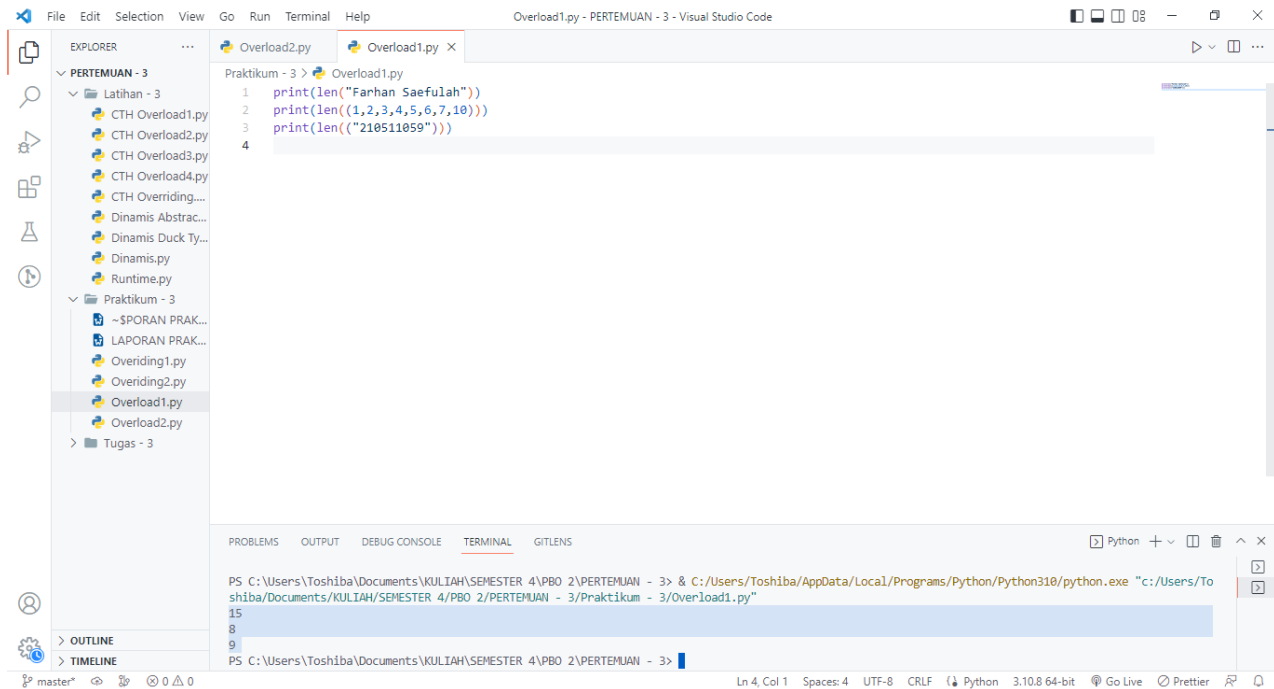 File Edit Selection View Go Run Terminal Help
Overload1.py - PERTEMUAN - 3 - Visual Studio Code
EXPLORER
PERTEMUAN - 3
Latihan - 3
CTH Overload1.py
CTH Overload2.py
CTH Overload3.py
CTH Overload4.py
CTH Overriding....
Dinamis Abstrac...
Dinamis Duck Ty...
Dinamis.py
Runtime.py
Praktikum - 3
~$PORAN PRAK...
LAPORAN PRAK...
Overiding1.py
Overiding2.py
Overload1.py
Overload2.py
Tugas - 3
OUTLINE
TIMELINE
Overload2.py
Overload1.py
Praktikum - 3 > Overload1.py
1 print(len("Farhan Saefulah"))
2 print(len((1,2,3,4,5,6,7,10)))
3 print(len(("210511059")))
4
PROBLEMS OUTPUT DEBUG CONSOLE TERMINAL GITLENS
Python
PS C:\Users\Toshiba\Documents\KULIAH\SEMESTER 4\PBO 2\PERTEMUAN - 3> & C:/Users/Toshiba/AppData/Local/Programs/Python/Python310/python.exe "c:/Users/To
shiba/Documents/KULIAH/SEMESTER 4/PBO 2/PERTEMUAN - 3/Praktikum - 3/Overload1.py"
15
8
9
PS C:\Users\Toshiba\Documents\KULIAH\SEMESTER 4\PBO 2\PERTEMUAN - 3>
master* 0 0 Ln 4, Col 1 Spaces: 4 UTF-8 CRLF Python 3.10.8 64-bit Go Live Prettier